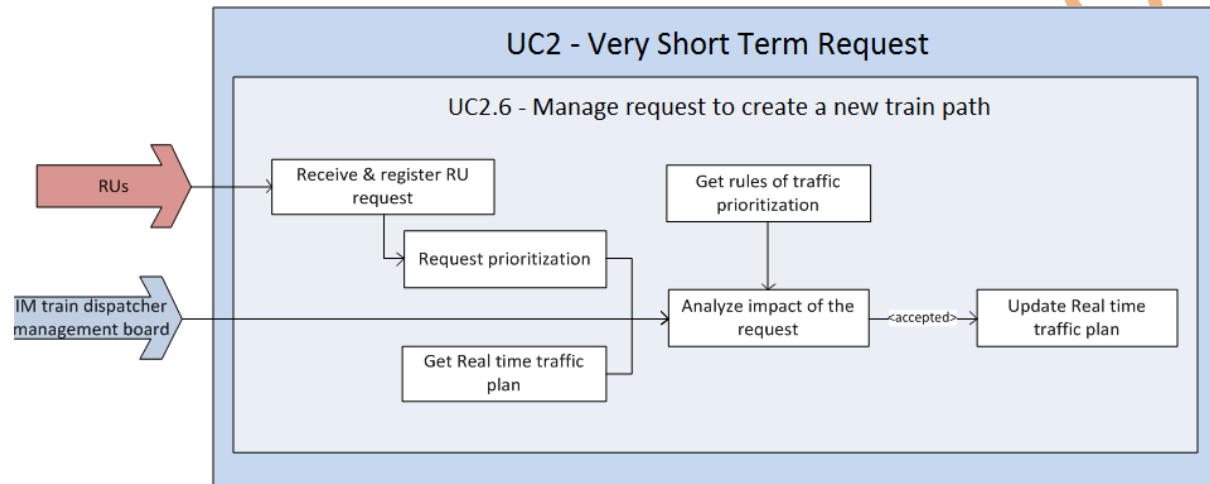 UC2 - Very Short Term Request
UC2.6 - Manage request to create a new train path
RUs
Receive & register RU
request
Get rules of traffic
prioritization
Request prioritization
IM train dispatcher
management board
Analyze impact of the
request
<accepted>
Update Real time
traffic plan
Get Real time traffic
plan